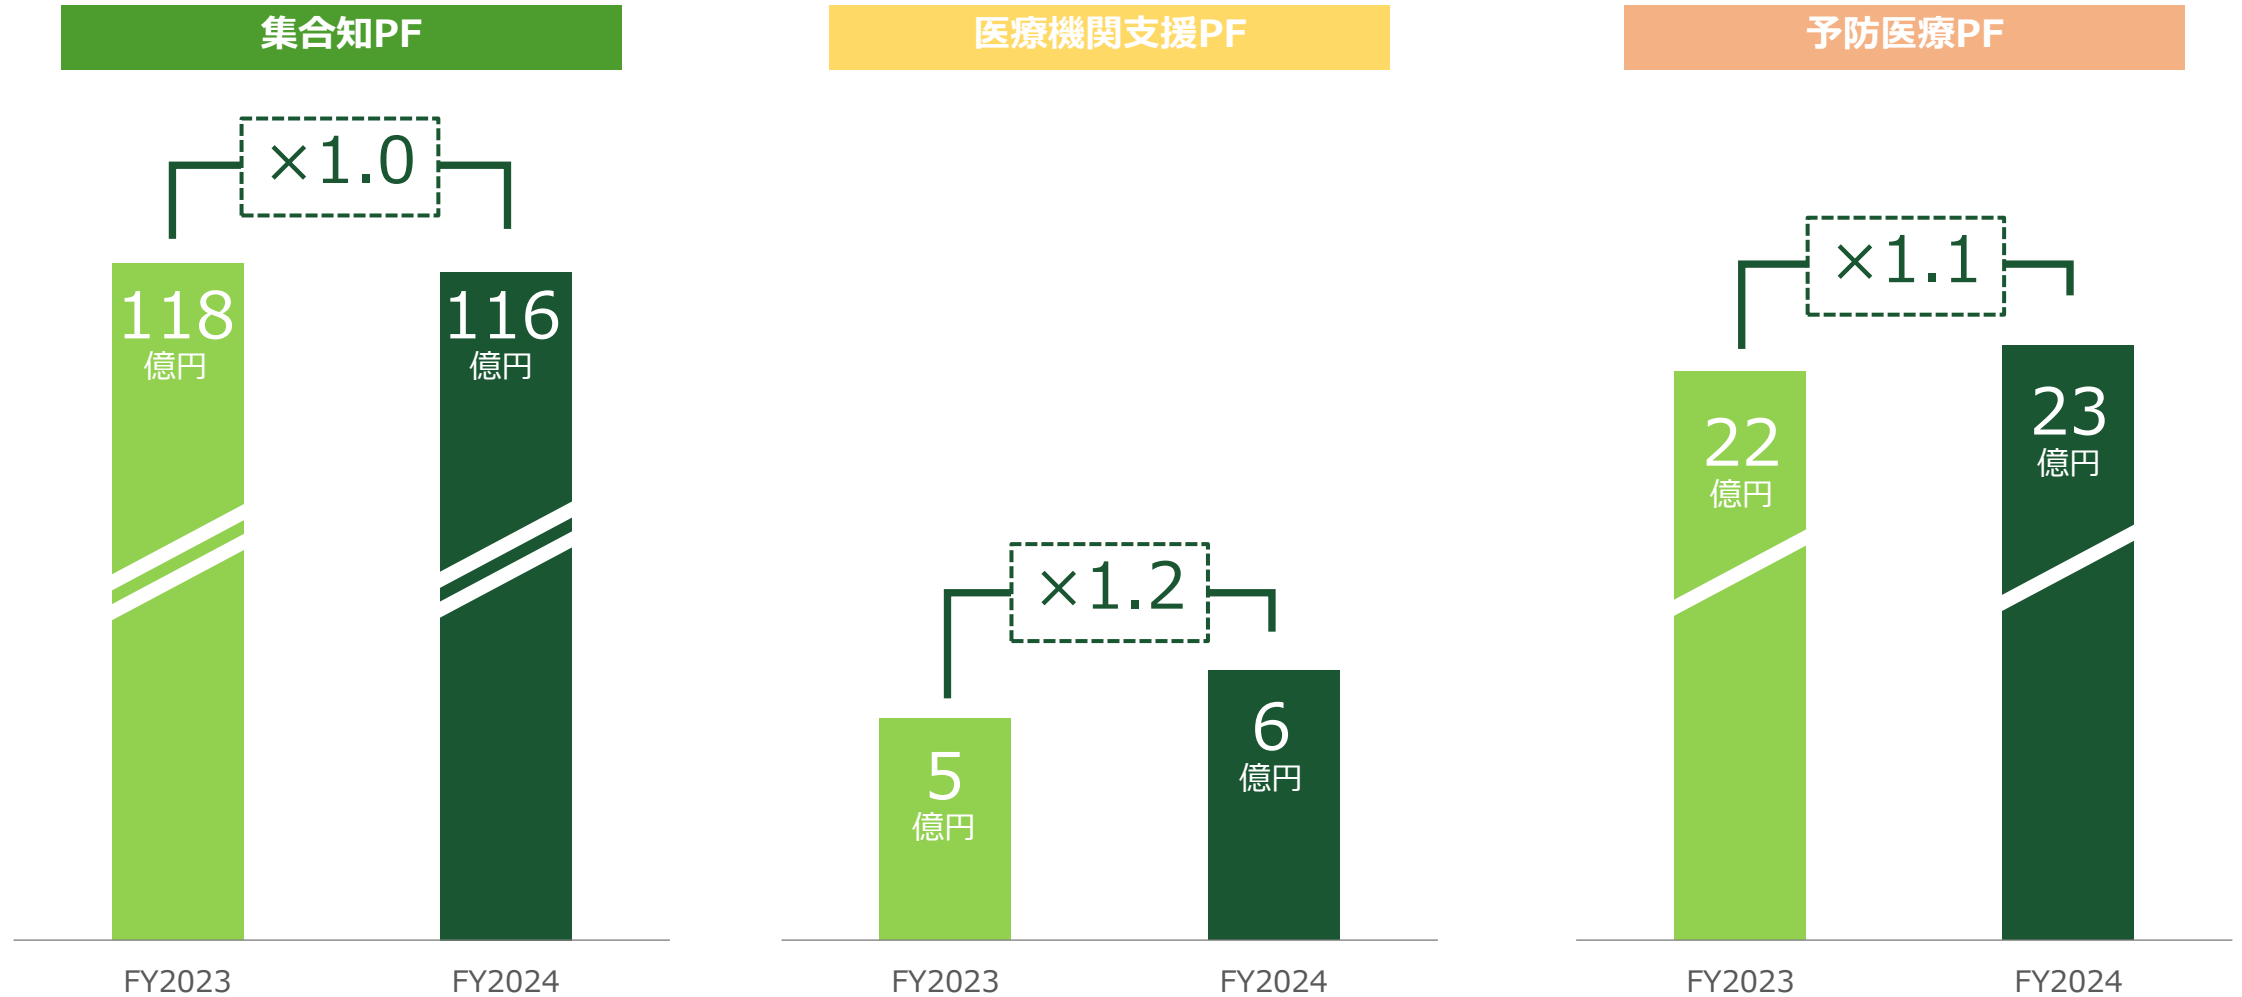 集合知PF
×1.0
118
億円
116
億円
FY2023
FY2024
医療機関支援PF
×1.2
5
億円
6
億円
FY2023
FY2024
予防医療PF
×1.1
22
億円
23
億円
FY2023
FY2024